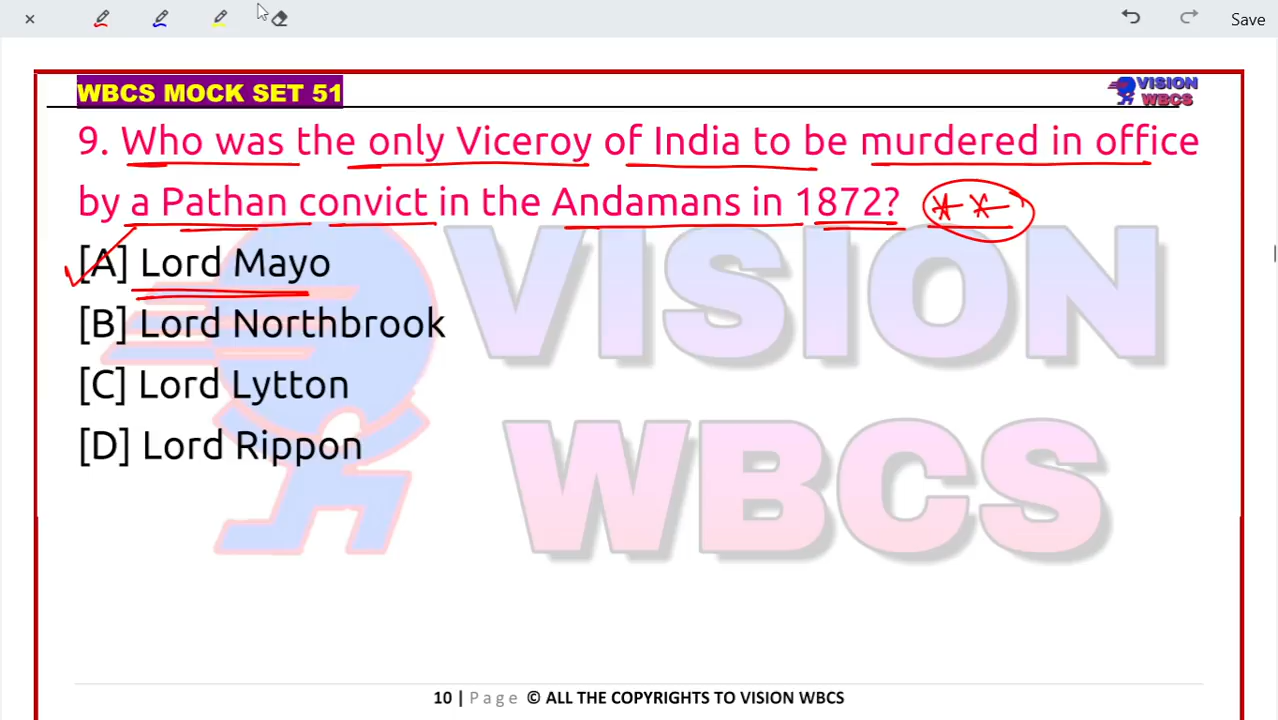 Save
WBCS MOCK SET 51
VISION
WBCS
9. Who was the only Viceroy of India to be murdered in office
by a Pathan convict in the Andamans in 1872? **
[A] Lord Mayo
[B] Lord Northbrook
[C] Lord Lytton
[D] Lord Rippon
VISION
WBCS
10 | Page © ALL THE COPYRIGHTS TO VISION WBCS